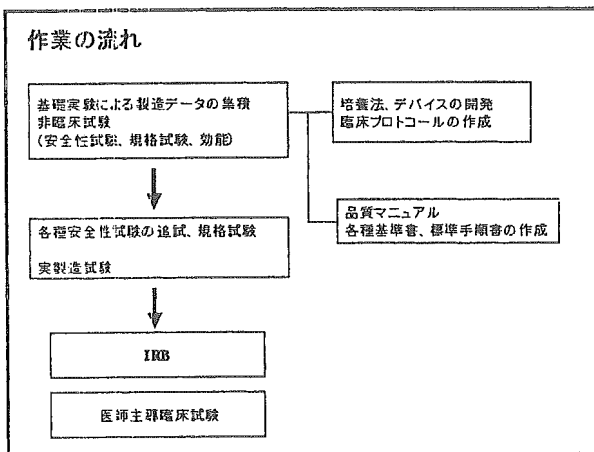 作業の流れ
基礎実験による製造データの集積
非臨床試験
(安全性試験、規格試験、効能)
培養法、デバイスの開発
臨床プロトコールの作成
品質マニュアル
各種基準書、標準手順書の作成
各種安全性試験の追試、規格試験
実製造試験
IRB
医師主導臨床試験